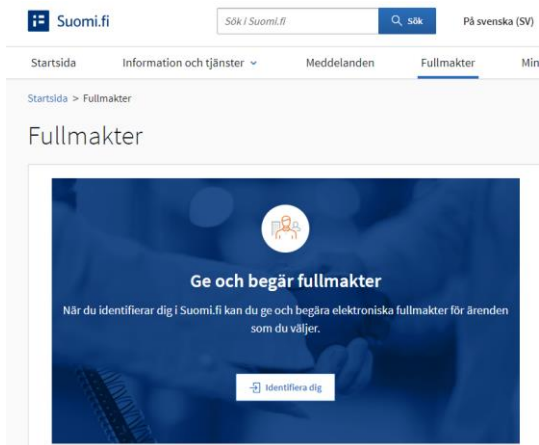 Suomi.fi
Sök i Suomi.fi
Sök
På svenska (SV)
Startsida
Information och tjänster
Meddelanden
Fullmakter
Min
Startsida > Fullmakter
Fullmakter
Ge och begär fullmakter
När du identifierar dig i Suomi.fi kan du ge och begära elektroniska fullmakter för ärenden
som du väljer.
Identifiera dig